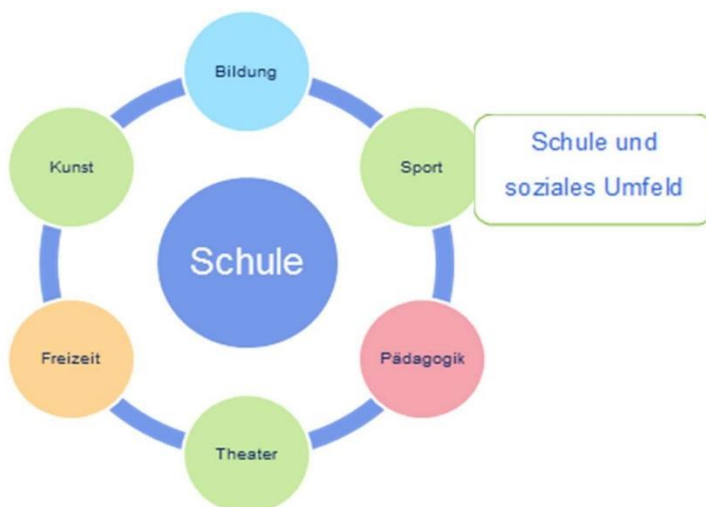 Bildung
Kunst
Sport
Schule und
soziales Umfeld
Schule
Freizeit
Pädagogik
Theater